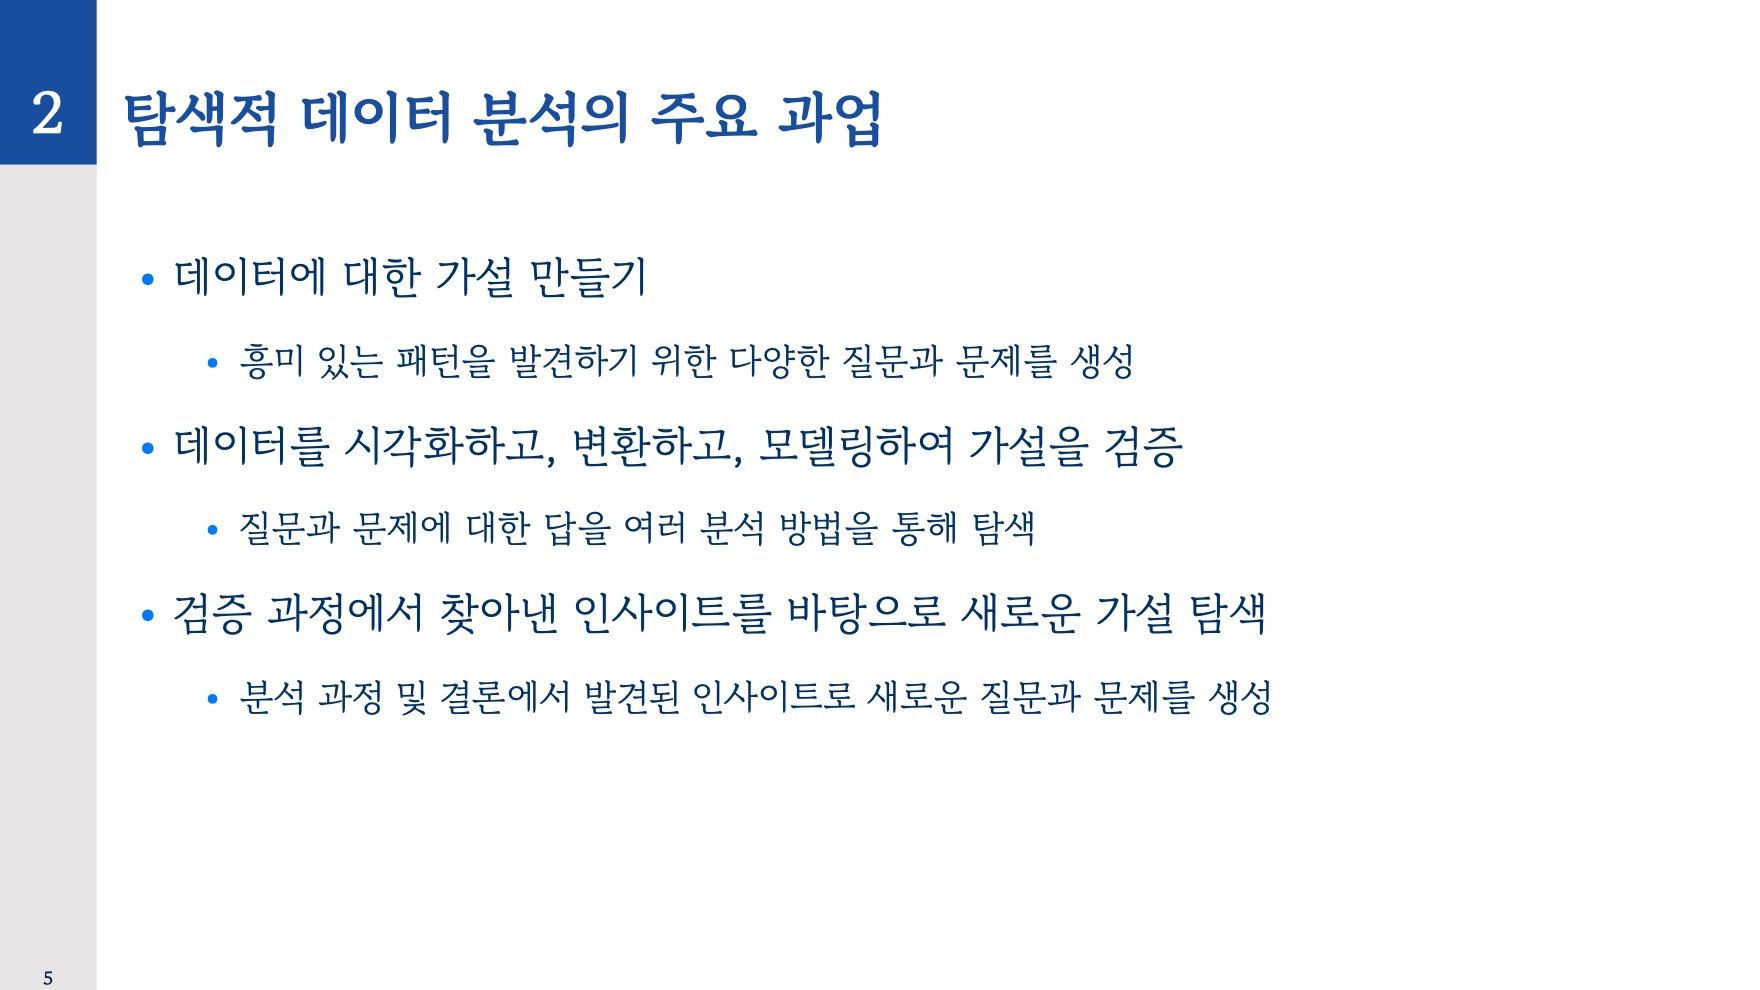 2
탐색적 데이터 분석의 주요 과업
• 데이터에 대한 가설 만들기
• 흥미 있는 패턴을 발견하기 위한 다양한 질문과 문제를 생성
• 데이터를 시각화하고, 변환하고, 모델링하여 가설을 검증
• 질문과 문제에 대한 답을 여러 분석 방법을 통해 탐색
• 검증 과정에서 찾아낸 인사이트를 바탕으로 새로운 가설 탐색
• 분석 과정 및 결론에서 발견된 인사이트로 새로운 질문과 문제를 생성
5